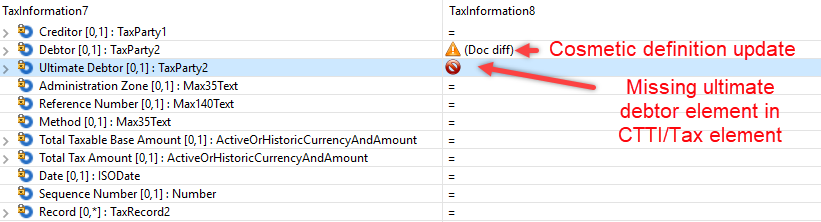 TaxInformation7 TaxInformation8
Creditor [0,1] : TaxParty1 =
Debtor [0,1] : TaxParty2 (Doc diff) Cosmetic definition update
Ultimate Debtor [0,1] : TaxParty2
Administration Zone [0,1] : Max35Text =
Reference Number [0,1] : Max140Text =
Method [0,1] : Max35Text =
Total Taxable Base Amount [0,1] : ActiveOrHistoricCurrencyAndAmount =
Total Tax Amount [0,1] : ActiveOrHistoricCurrencyAndAmount =
Date [0,1] : ISODate =
Sequence Number [0,1] : Number =
Record [0,*] : TaxRecord2 =
Missing ultimate
debtor element in
CTTI/Tax element